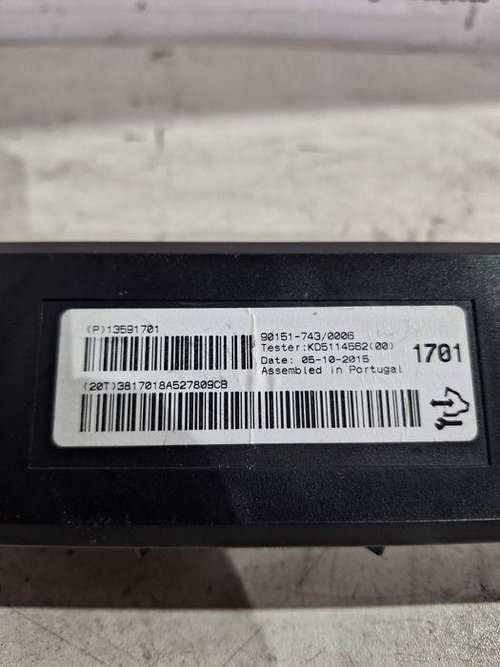 (P)13591701
90151-743/0006
Tester:KD5114562(00)
Date: 05-10-2015
Assembled in Portugal
1701
(20T)3817018A527809CB